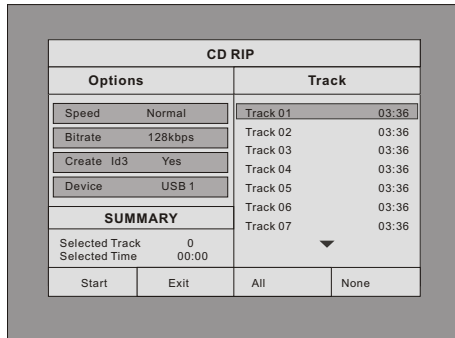 CD RIP
Options
Speed Normal
Bitrate 128kbps
Create Id3 Yes
Device USB 1
SUMMARY
Selected Track 0
Selected Time 00:00
Track
Track 01 03:36
Track 02 03:36
Track 03 03:36
Track 04 03:36
Track 05 03:36
Track 06 03:36
Track 07 03:36
Start Exit All None